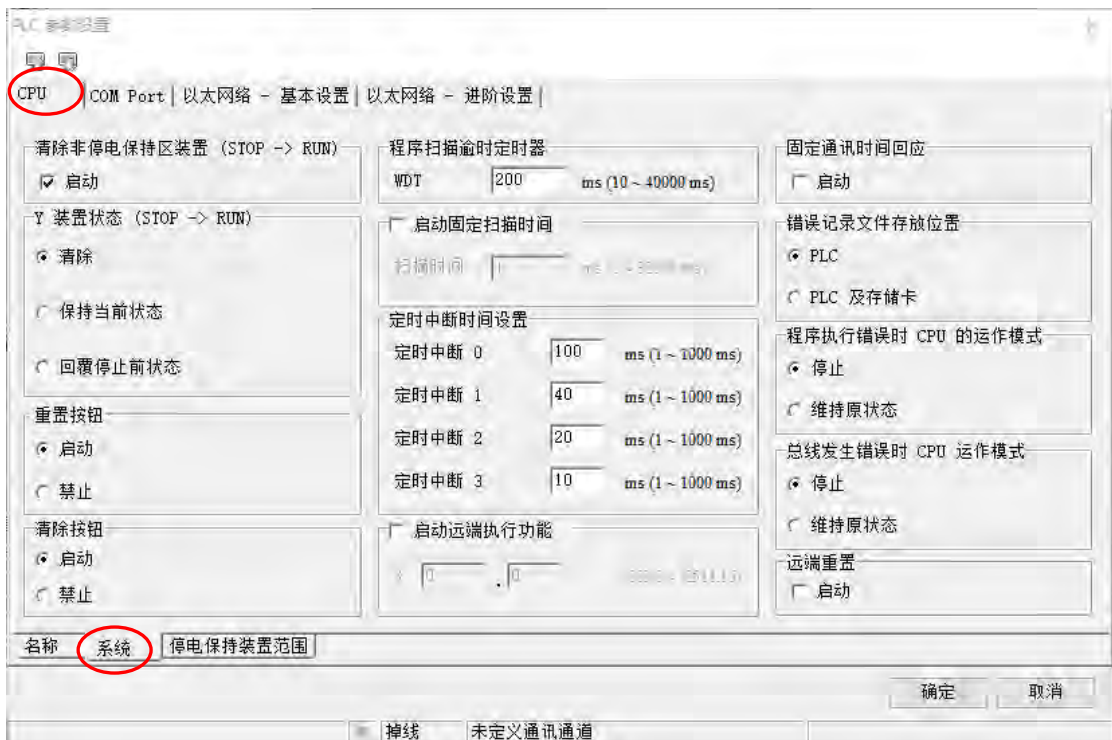 PLC 参数设置
CPU
COM Port
以太网络 - 基本设置
以太网络 - 进阶设置
清除非停电保持区装置 (STOP -> RUN)
启动
Y 装置状态 (STOP -> RUN)
清除
保持当前状态
回覆停止前状态
重置按钮
启动
禁止
清除按钮
启动
禁止
程序扫描逾时定时器
WDT 200 ms (10 ~ 40000 ms)
启动固定扫描时间
扫描时间 1
定时中断时间设置
定时中断 0 100 ms (1 ~ 1000 ms)
定时中断 1 40 ms (1 ~ 1000 ms)
定时中断 2 20 ms (1 ~ 1000 ms)
定时中断 3 10 ms (1 ~ 1000 ms)
启动远端执行功能
X 0 . 0
固定通讯时间回应
启动
错误记录文件存放位置
PLC
PLC 及存储卡
程序执行错误时 CPU 的运作模式
停止
维持原状态
总线发生错误时 CPU 运作模式
停止
维持原状态
远端重置
启动
名称
系统
停电保持装置范围
确定
取消
掉线
未定义通讯通道